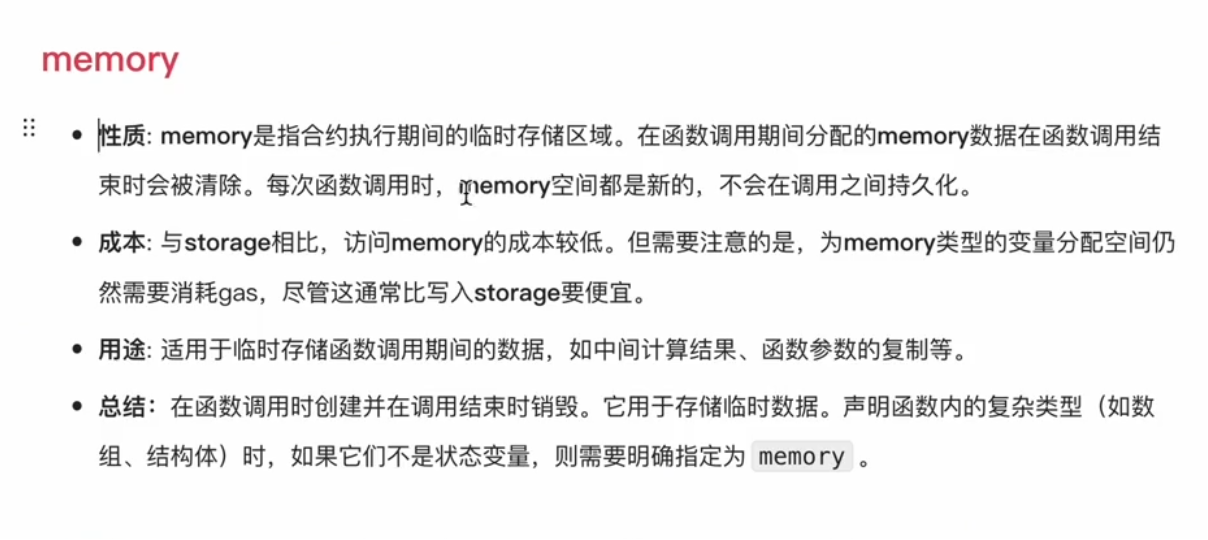 memory
性质: memory是指合约执行期间的临时存储区域。在函数调用期间分配的memory数据在函数调用结
束时会被清除。每次函数调用时，memory空间都是新的，不会在调用之间持久化。
成本: 与storage相比，访问memory的成本较低。但需要注意的是，为memory类型的变量分配空间仍
然需要消耗gas，尽管这通常比写入storage要便宜。
用途: 适用于临时存储函数调用期间的数据，如中间计算结果、函数参数的复制等。
总结：在函数调用时创建并在调用结束时销毁。它用于存储临时数据。声明函数内的复杂类型（如数
组、结构体）时，如果它们不是状态变量，则需要明确指定为 memory 。